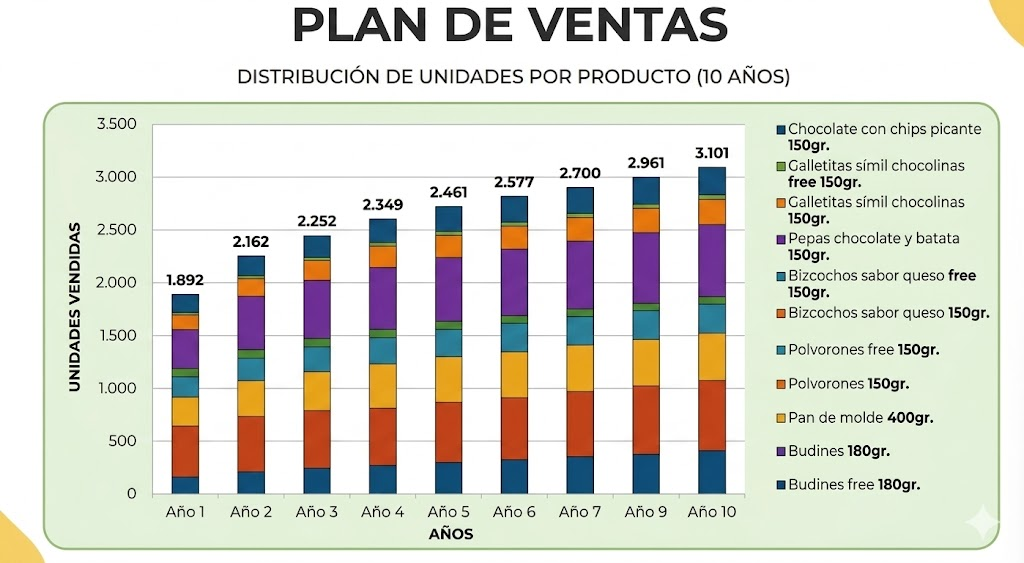 PLAN DE VENTAS
DISTRIBUCIÓN DE UNIDADES POR PRODUCTO (10 AÑOS)
3.500
3.000
2.500
2.000
1.500
1.000
500
0
UNIDADES VENDIDAS
1.892
2.162
2.252
2.349
2.461
2.577
2.700
2.961
3.101
Año 1
Año 2
Año 3
Año 4
Año 5
Año 6
Año 7
Año 9
Año 10
AÑOS
Chocolate con chips picante
150gr.
Galletitas símil chocolinas
free 150gr.
Galletitas símil chocolinas
150gr.
Pepas chocolate y batata
150gr.
Bizcochos sabor queso free
150gr.
Bizcochos sabor queso 150gr.
Polvorones free 150gr.
Polvorones 150gr.
Pan de molde 400gr.
Budines 180gr.
Budines free 180gr.